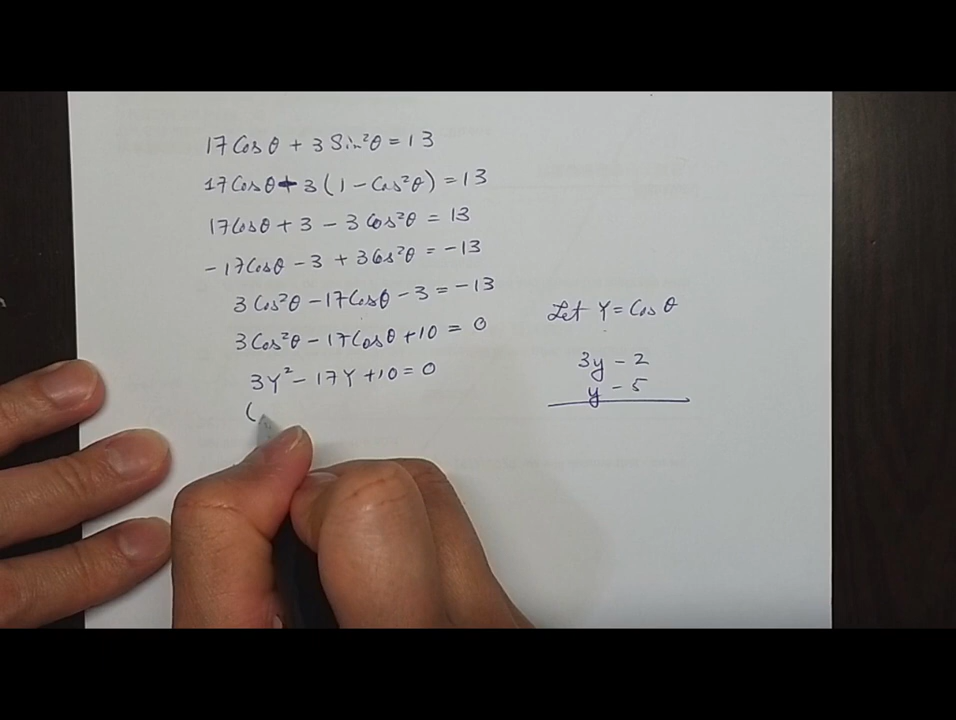 17 Cos θ + 3 Sin²θ = 13
17 Cos θ + 3 (1 - Cos²θ) = 13
17 Cos θ + 3 - 3 Cos²θ = 13
- 17 Cos θ - 3 + 3 Cos²θ = -13
3 Cos²θ - 17 Cos θ - 3 = -13
3 Cos²θ - 17 Cos θ + 10 = 0
3Y² - 17Y + 10 = 0
(
Let Y = Cos θ
3y - 2
y - 5